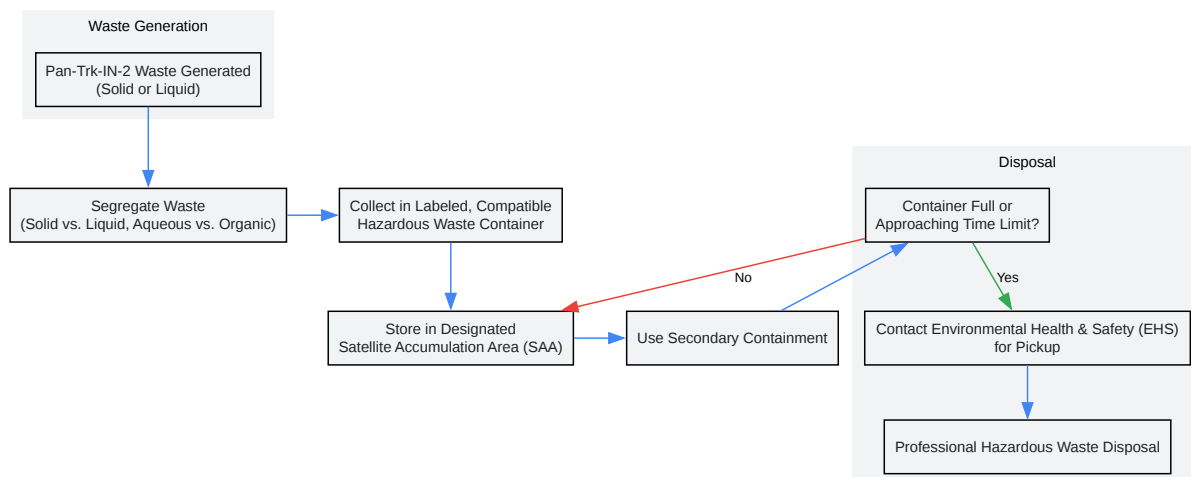 Waste Generation
Pan-Trk-IN-2 Waste Generated
(Solid or Liquid)
Segregate Waste
(Solid vs. Liquid, Aqueous vs. Organic)
Collect in Labeled, Compatible
Hazardous Waste Container
Store in Designated
Satellite Accumulation Area (SAA)
Use Secondary Containment
Disposal
Container Full or
Approaching Time Limit?
No
Yes
Contact Environmental Health & Safety (EHS)
for Pickup
Professional Hazardous Waste Disposal